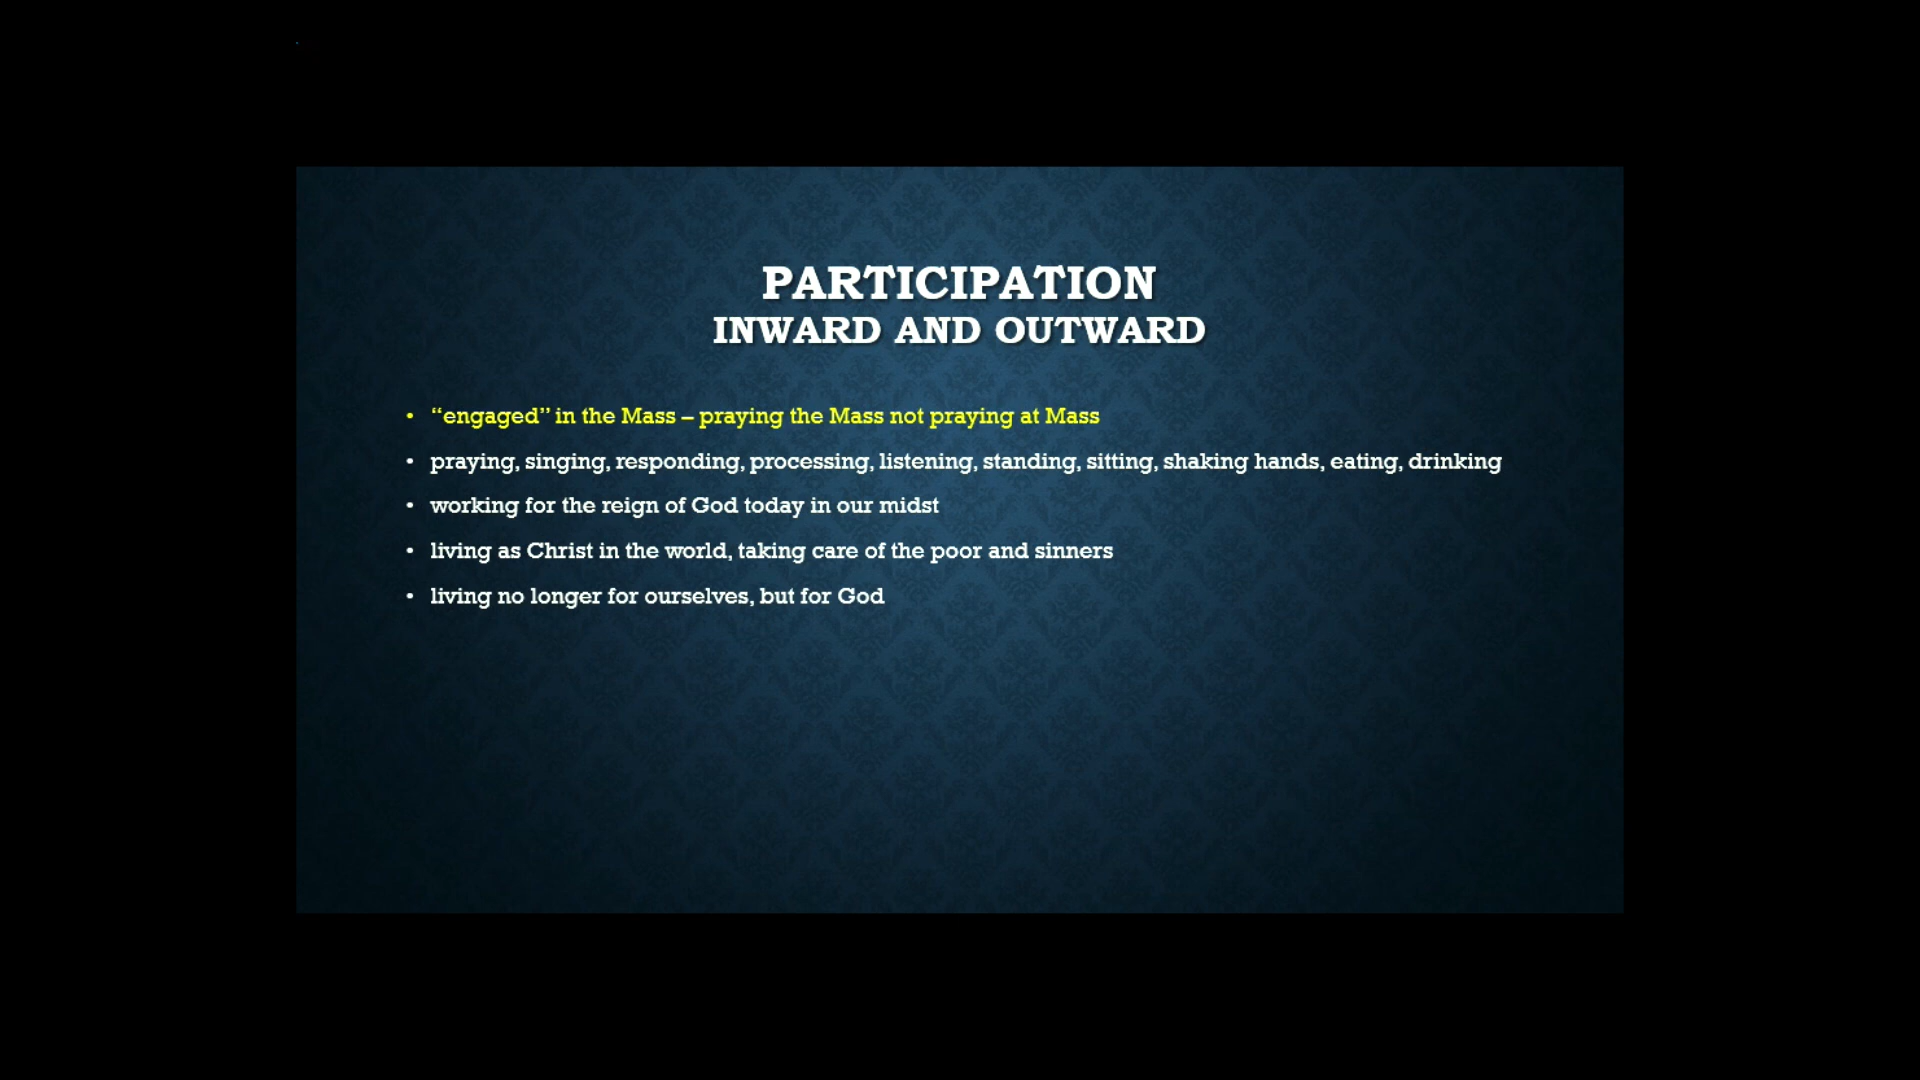 PARTICIPATION
INWARD AND OUTWARD
• “engaged” in the Mass – praying the Mass not praying at Mass
• praying, singing, responding, processing, listening, standing, sitting, shaking hands, eating, drinking
• working for the reign of God today in our midst
• living as Christ in the world, taking care of the poor and sinners
• living no longer for ourselves, but for God